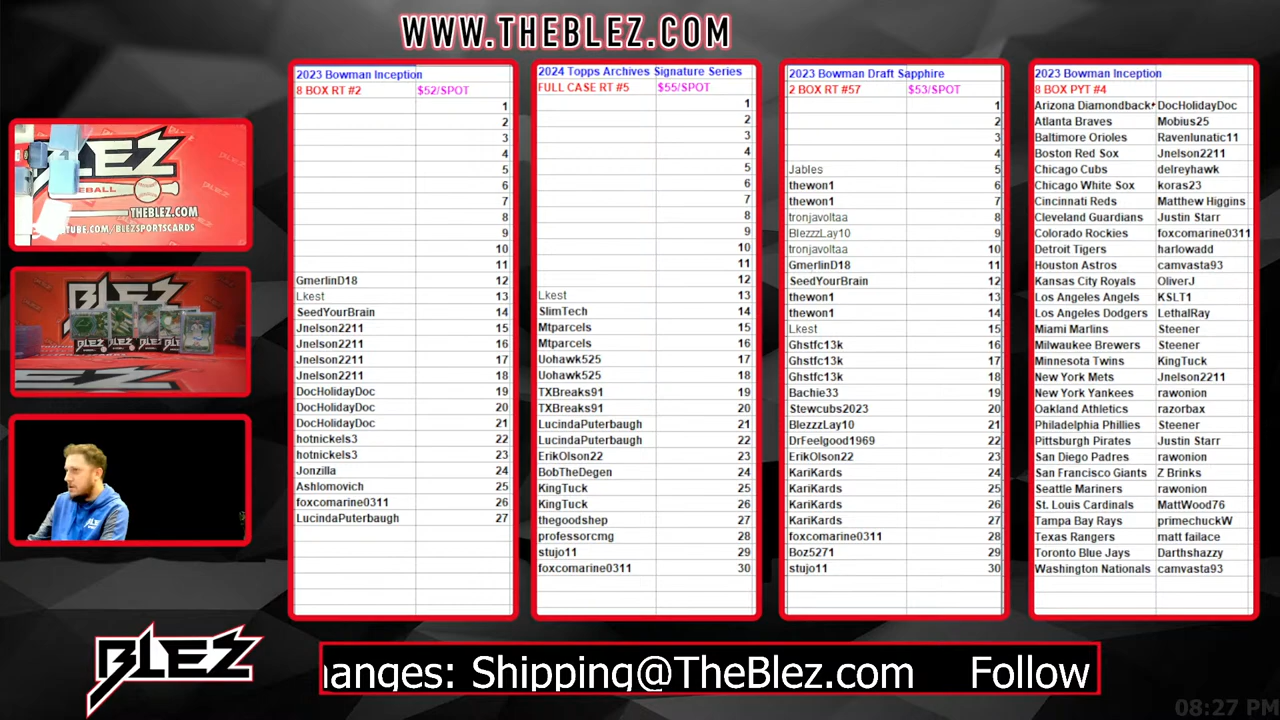 WWW.THEBLEZ.COM
BLEZ
BASEBALL
THEBLEZ.COM
TUBE.COM/BLEZSPORTSCARDS
BLEZ
BLEZ
2023 Bowman Inception
8 BOX RT #2 $52/SPOT
1
2
3
4
5
6
7
8
9
10
11
GmerlinD18 12
Lkest 13
SeedYourBrain 14
Jnelson2211 15
Jnelson2211 16
Jnelson2211 17
Jnelson2211 18
DocHolidayDoc 19
DocHolidayDoc 20
DocHolidayDoc 21
hotnickels3 22
hotnickels3 23
Jonzilla 24
Ashlomovich 25
foxcomarine0311 26
LucindaPuterbaugh 27
2024 Topps Archives Signature Series
FULL CASE RT #5 $55/SPOT
1
2
3
4
5
6
7
8
9
10
11
12
Lkest 13
SlimTech 14
Mtparcels 15
Mtparcels 16
Uohawk525 17
Uohawk525 18
TXBreaks91 19
TXBreaks91 20
LucindaPuterbaugh 21
LucindaPuterbaugh 22
ErikOlson22 23
BobTheDegen 24
KingTuck 25
KingTuck 26
thegoodshep 27
professorcmg 28
stujo11 29
foxcomarine0311 30
2023 Bowman Draft Sapphire
2 BOX RT #57 $53/SPOT
1
2
3
4
Jables 5
thewon1 6
thewon1 7
tronjavoltaa 8
BlezzzLay10 9
tronjavoltaa 10
GmerlinD18 11
SeedYourBrain 12
thewon1 13
thewon1 14
Lkest 15
Ghstfc13k 16
Ghstfc13k 17
Ghstfc13k 18
Bachie33 19
Stewcubs2023 20
BlezzzLay10 21
DrFeelgood1969 22
ErikOlson22 23
KariKards 24
KariKards 25
KariKards 26
KariKards 27
foxcomarine0311 28
Boz5271 29
stujo11 30
2023 Bowman Inception
8 BOX PYT #4
Arizona Diamondback DocHolidayDoc
Atlanta Braves Mobius25
Baltimore Orioles Ravenlunatic11
Boston Red Sox Jnelson2211
Chicago Cubs delreyhawk
Chicago White Sox koras23
Cincinnati Reds Matthew Higgins
Cleveland Guardians Justin Starr
Colorado Rockies foxcomarine0311
Detroit Tigers harlowadd
Houston Astros camvasta93
Kansas City Royals OliverJ
Los Angeles Angels KSLT1
Los Angeles Dodgers LethalRay
Miami Marlins Steener
Milwaukee Brewers Steener
Minnesota Twins KingTuck
New York Mets Jnelson2211
New York Yankees rawonion
Oakland Athletics razorbax
Philadelphia Phillies Steener
Pittsburgh Pirates Justin Starr
San Diego Padres rawonion
San Francisco Giants Z Brinks
Seattle Mariners rawonion
St. Louis Cardinals MattWood76
Tampa Bay Rays primechuckW
Texas Rangers matt failace
Toronto Blue Jays Darthshazzy
Washington Nationals camvasta93
hanges: Shipping@TheBlez.com Follow
08:27 PM